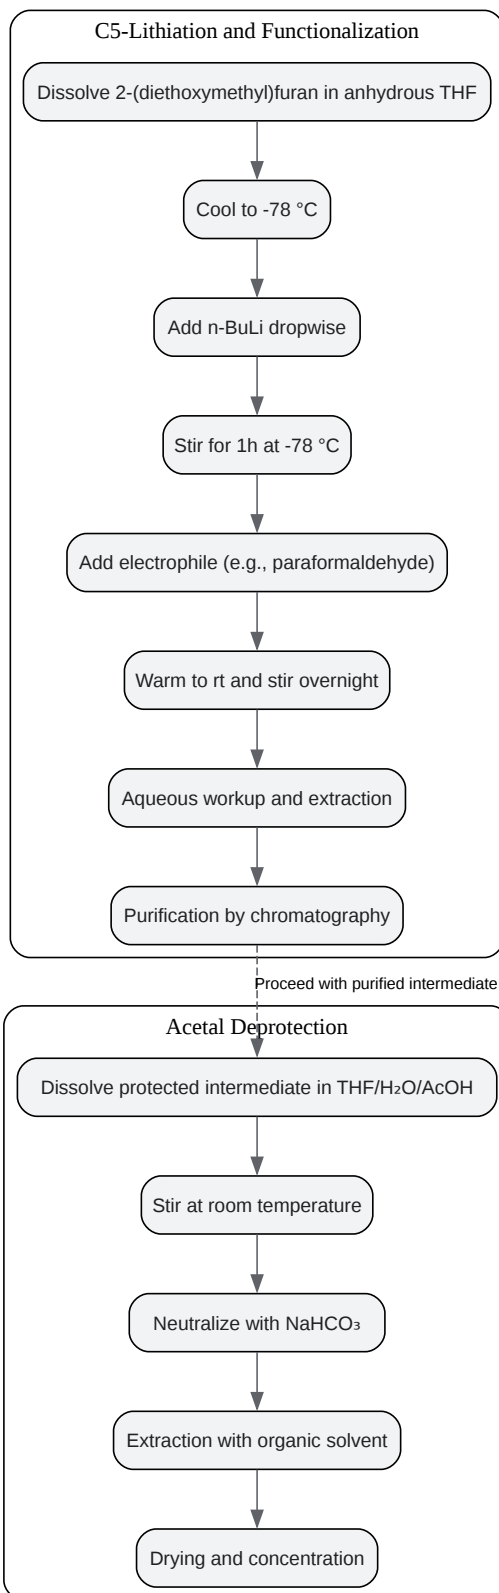 C5-Lithiation and Functionalization
Dissolve 2-(diethoxymethyl)furan in anhydrous THF
Cool to -78 °C
Add n-BuLi dropwise
Stir for 1h at -78 °C
Add electrophile (e.g., paraformaldehyde)
Warm to rt and stir overnight
Aqueous workup and extraction
Purification by chromatography
Proceed with purified intermediate
Acetal Deprotection
Dissolve protected intermediate in THF/H₂O/AcOH
Stir at room temperature
Neutralize with NaHCO₃
Extraction with organic solvent
Drying and concentration